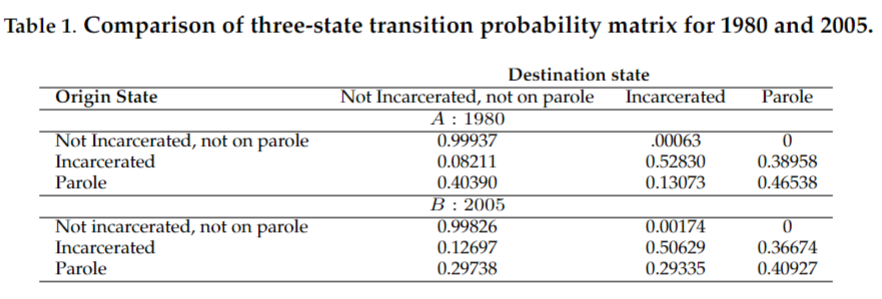 Table 1. Comparison of three-state transition probability matrix for 1980 and 2005.
Destination state
Origin State Not Incarcerated, not on parole Incarcerated Parole
A : 1980
Not Incarcerated, not on parole 0.99937 .00063 0
Incarcerated 0.08211 0.52830 0.38958
Parole 0.40390 0.13073 0.46538
B : 2005
Not incarcerated, not on parole 0.99826 0.00174 0
Incarcerated 0.12697 0.50629 0.36674
Parole 0.29738 0.29335 0.40927